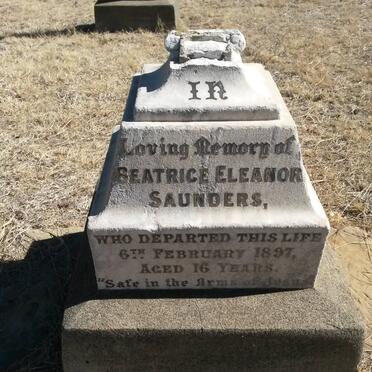 IN
Loving Memory of
BEATRICE ELEANOR
SAUNDERS,
WHO DEPARTED THIS LIFE
6TH FEBRUARY 1897,
AGED 16 YEARS.
"Safe in the Arms of